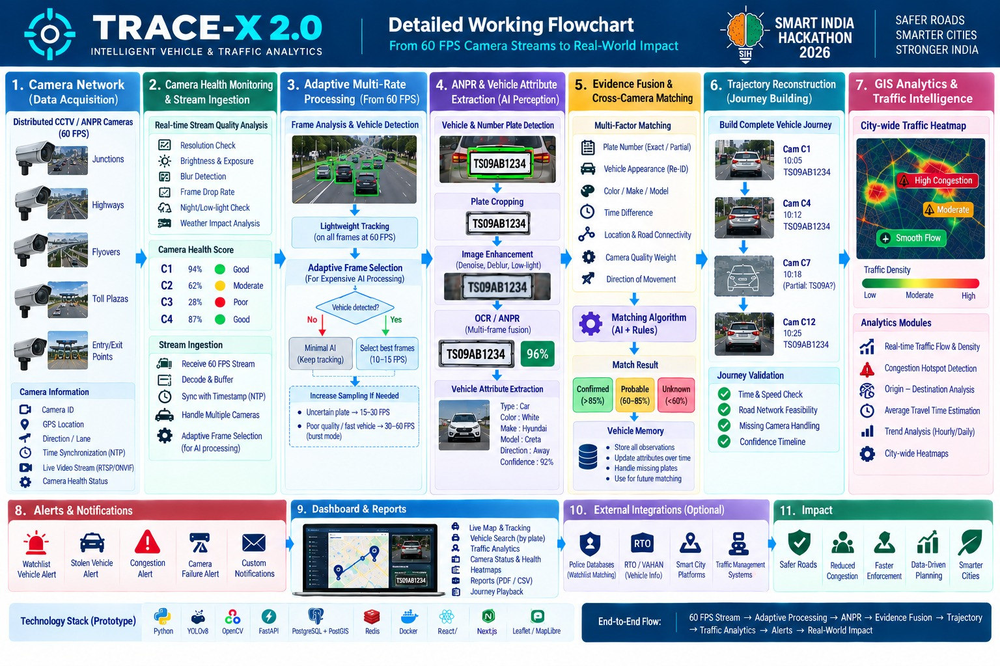 TRACE-X 2.0
INTELLIGENT VEHICLE & TRAFFIC ANALYTICS
Detailed Working Flowchart
From 60 FPS Camera Streams to Real-World Impact
SIH
SMART INDIA
HACKATHON
2026
SAFER ROADS
SMARTER CITIES
STRONGER INDIA
1. Camera Network
(Data Acquisition)
Distributed CCTV / ANPR Cameras
(60 FPS)
Junctions
Highways
Flyovers
Toll Plazas
Entry/Exit
Points
Camera Information
Camera ID
GPS Location
Direction / Lane
Time Synchronization (NTP)
Live Video Stream (RTSP/ONVIF)
Camera Health Status
2. Camera Health Monitoring
& Stream Ingestion
Real-time Stream Quality Analysis
Resolution Check
Brightness & Exposure
Blur Detection
Frame Drop Rate
Night/Low-light Check
Weather Impact Analysis
Camera Health Score
C1 94% Good
C2 62% Moderate
C3 28% Poor
C4 87% Good
Stream Ingestion
Receive 60 FPS Stream
Decode & Buffer
Sync with Timestamp (NTP)
Handle Multiple Cameras
Adaptive Frame Selection
(for AI processing)
3. Adaptive Multi-Rate
Processing (From 60 FPS)
Frame Analysis & Vehicle Detection
Lightweight Tracking
(on all frames at 60 FPS)
Adaptive Frame Selection
(For Expensive AI Processing)
Vehicle detected?
No
Yes
Minimal AI
(Keep tracking)
Select best frames
(10–15 FPS)
Increase Sampling If Needed
• Uncertain plate → 15–30 FPS
• Poor quality / fast vehicle → 30–60 FPS
(burst mode)
4. ANPR & Vehicle Attribute
Extraction (AI Perception)
Vehicle & Number Plate Detection
TS09AB1234
Plate Cropping
TS09AB1234
Image Enhancement
(Denoise, Deblur, Low-light)
TS09AB1234
OCR / ANPR
(Multi-frame fusion)
TS09AB1234
96%
Vehicle Attribute Extraction
Type : Car
Color : White
Make : Hyundai
Model : Creta
Direction : Away
Confidence : 92%
5. Evidence Fusion &
Cross-Camera Matching
Multi-Factor Matching
Plate Number (Exact / Partial)
Vehicle Appearance (Re-ID)
Color / Make / Model
Time Difference
Location & Road Connectivity
Camera Quality Weight
Direction of Movement
Matching Algorithm
(AI + Rules)
Match Result
Confirmed
(>85%)
Probable
(60–85%)
Unknown
(<60%)
Vehicle Memory
• Store all observations
• Update attributes over time
• Handle missing plates
• Use for future matching
6. Trajectory Reconstruction
(Journey Building)
Build Complete Vehicle Journey
Cam C1
10:05
TS09AB1234
Cam C4
10:12
TS09AB1234
Cam C7
10:18
(Partial: TS09A?)
Cam C12
10:25
TS09AB1234
Journey Validation
Time & Speed Check
Road Network Feasibility
Missing Camera Handling
Confidence Timeline
7. GIS Analytics &
Traffic Intelligence
City-wide Traffic Heatmap
High Congestion
Moderate
Smooth Flow
Traffic Density
Low Moderate High
Analytics Modules
Real-time Traffic Flow & Density
Congestion Hotspot Detection
Origin – Destination Analysis
Average Travel Time Estimation
Trend Analysis (Hourly/Daily)
City-wide Heatmaps
8. Alerts & Notifications
Watchlist
Vehicle Alert
Stolen Vehicle
Alert
Congestion
Alert
Camera
Failure Alert
Custom
Notifications
9. Dashboard & Reports
TS09AB1234
Live Map & Tracking
Vehicle Search (by plate)
Traffic Analytics
Camera Status & Health
Heatmaps
Reports (PDF / CSV)
Journey Playback
10. External Integrations (Optional)
Police Databases
(Watchlist Matching)
RTO
RTO / VAHAN
(Vehicle Info)
Smart City
Platforms
Traffic Management
Systems
11. Impact
Safer Roads
Reduced
Congestion
Faster
Enforcement
Data-Driven
Planning
Smarter
Cities
Technology Stack (Prototype)
Python
YOLOv8
OpenCV
FastAPI
PostgreSQL + PostGIS
Redis
Docker
React/
Next.js
Leaflet / MapLibre
End-to-End Flow:
60 FPS Stream → Adaptive Processing → ANPR → Evidence Fusion → Trajectory
→ Traffic Analytics → Alerts → Real-World Impact